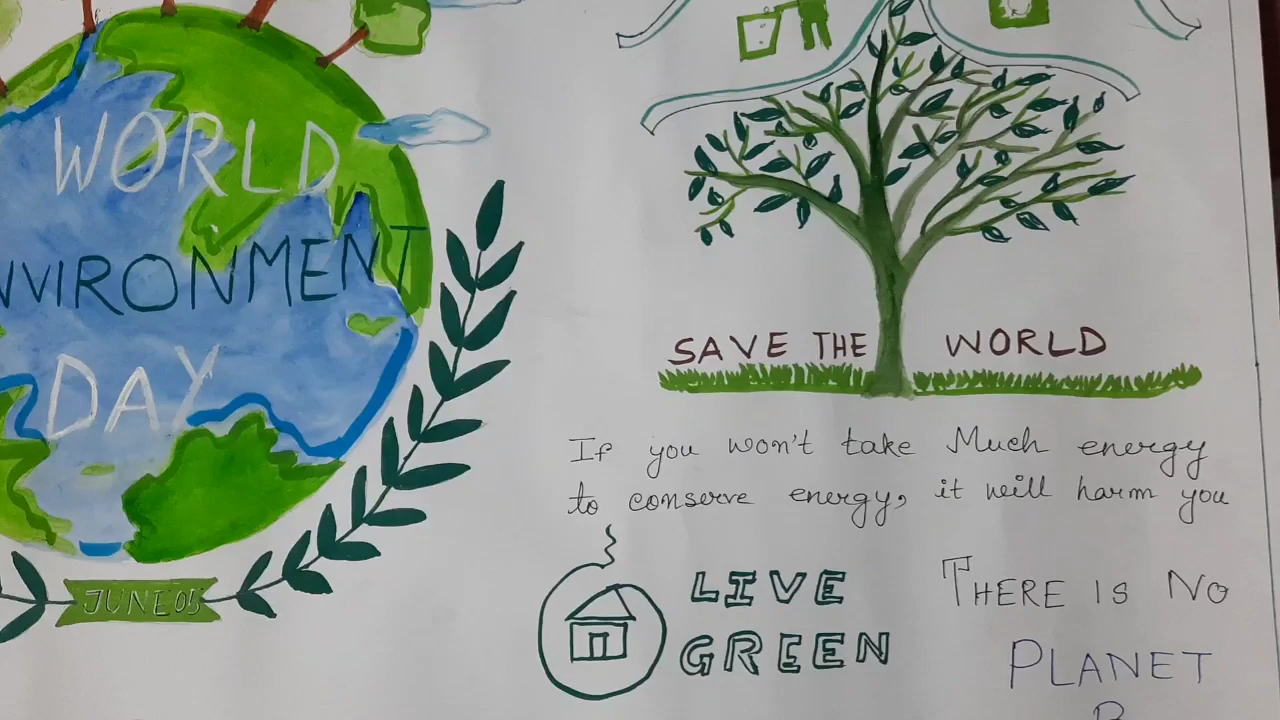 WORLD
NVIRONMENT
DAY
JUNE 05
SAVE THE WORLD
If you won't take Much energy
to conserve energy, it will harm you
LIVE
GREEN
THERE IS NO
PLANET
B